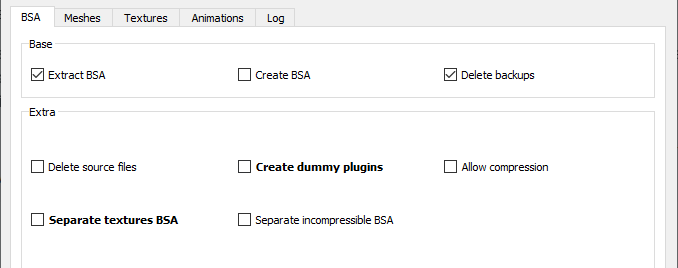 BSA Meshes Textures Animations Log
Base
Extract BSA Create BSA Delete backups
Extra
Delete source files Create dummy plugins Allow compression
Separate textures BSA Separate incompressible BSA